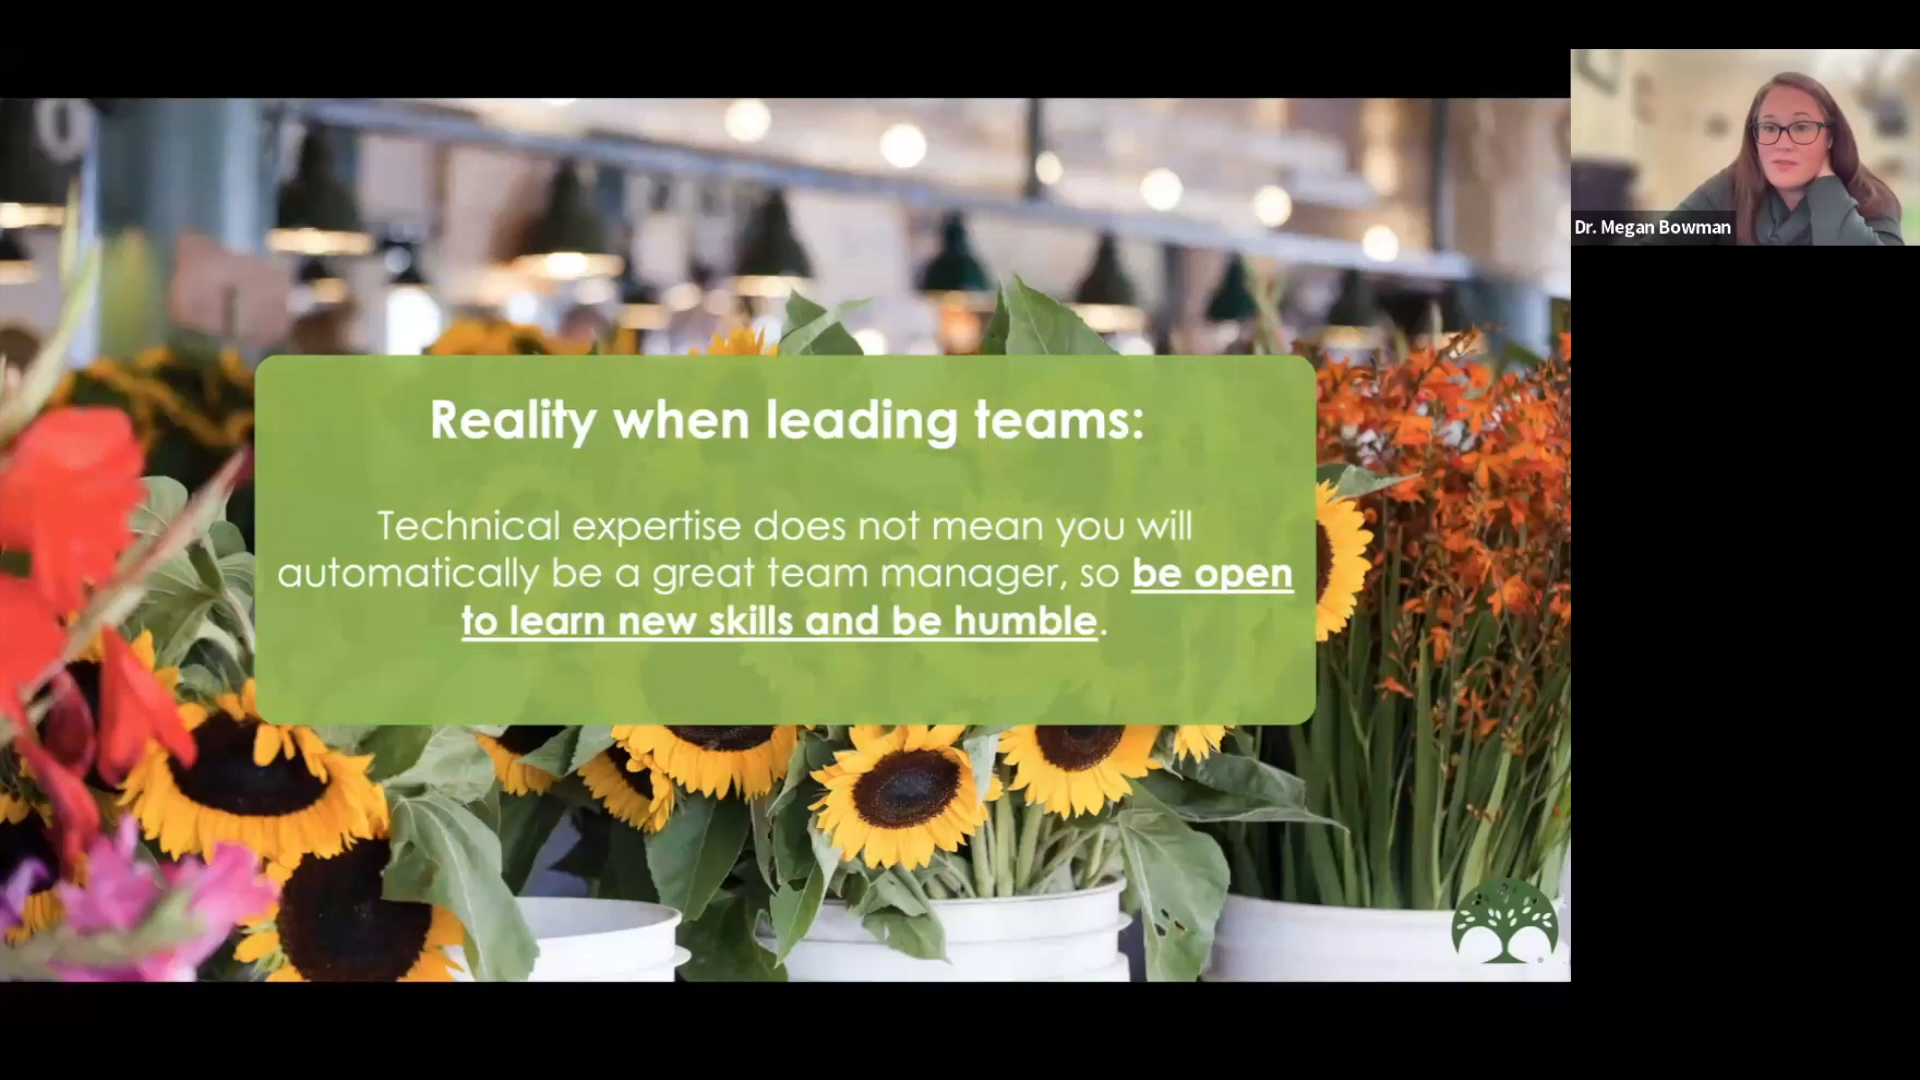 Reality when leading teams:
Technical expertise does not mean you will
automatically be a great team manager, so be open
to learn new skills and be humble.
Dr. Megan Bowman